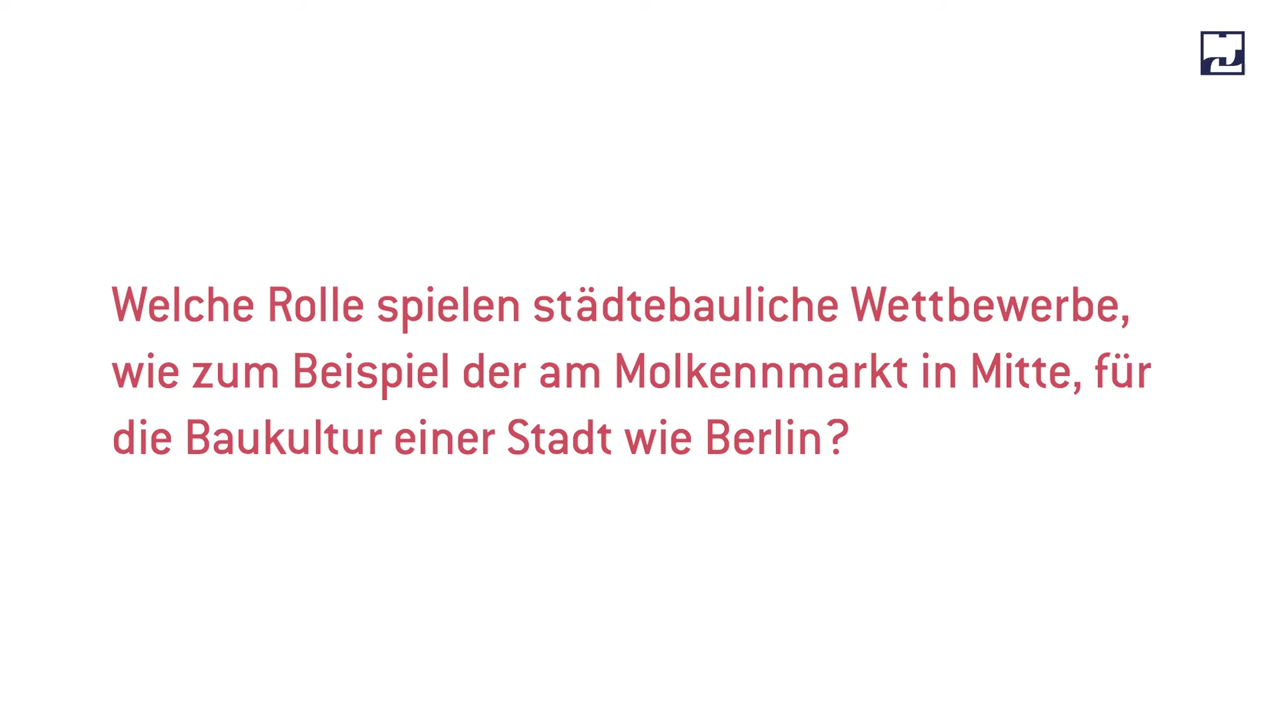 Welche Rolle spielen städtebauliche Wettbewerbe,
wie zum Beispiel der am Molkennmarkt in Mitte, für
die Baukultur einer Stadt wie Berlin?